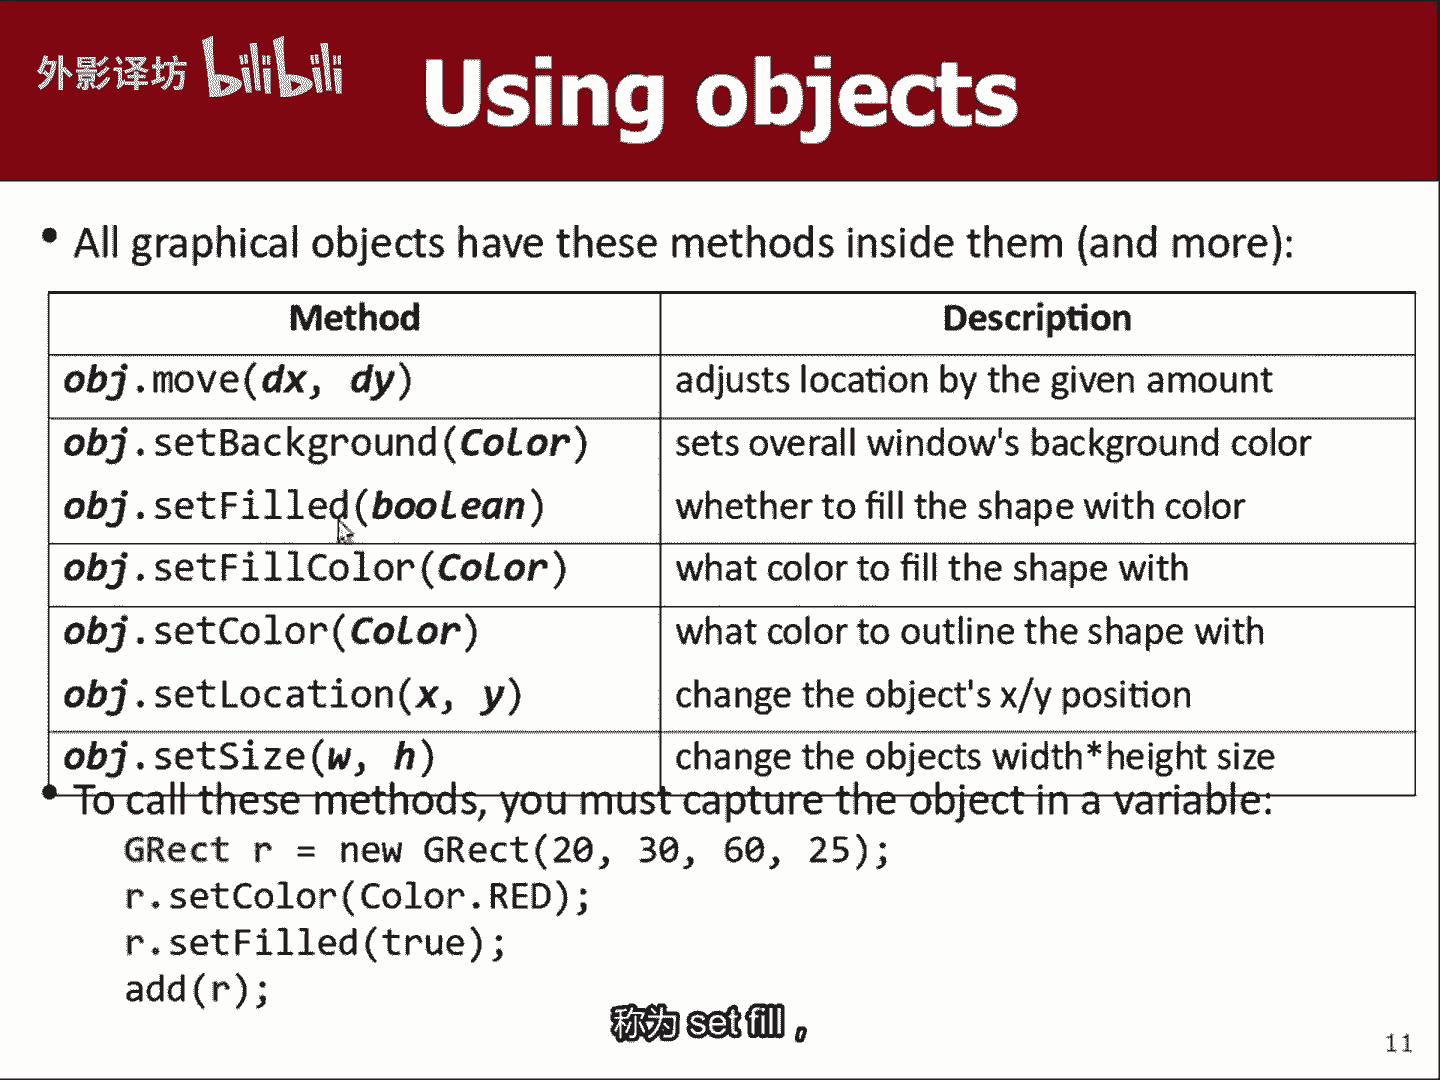 外影译坊 bilibili
Using objects
• All graphical objects have these methods inside them (and more):
Method Description
obj.move(dx, dy) adjusts location by the given amount
obj.setBackground(Color) sets overall window's background color
obj.setFilled(boolean) whether to fill the shape with color
obj.setFillColor(Color) what color to fill the shape with
obj.setColor(Color) what color to outline the shape with
obj.setLocation(x, y) change the object's x/y position
obj.setSize(w, h) change the objects width*height size
• To call these methods, you must capture the object in a variable:
GRect r = new GRect(20, 30, 60, 25);
r.setColor(Color.RED);
r.setFilled(true);
add(r);
称为 set fill，
11